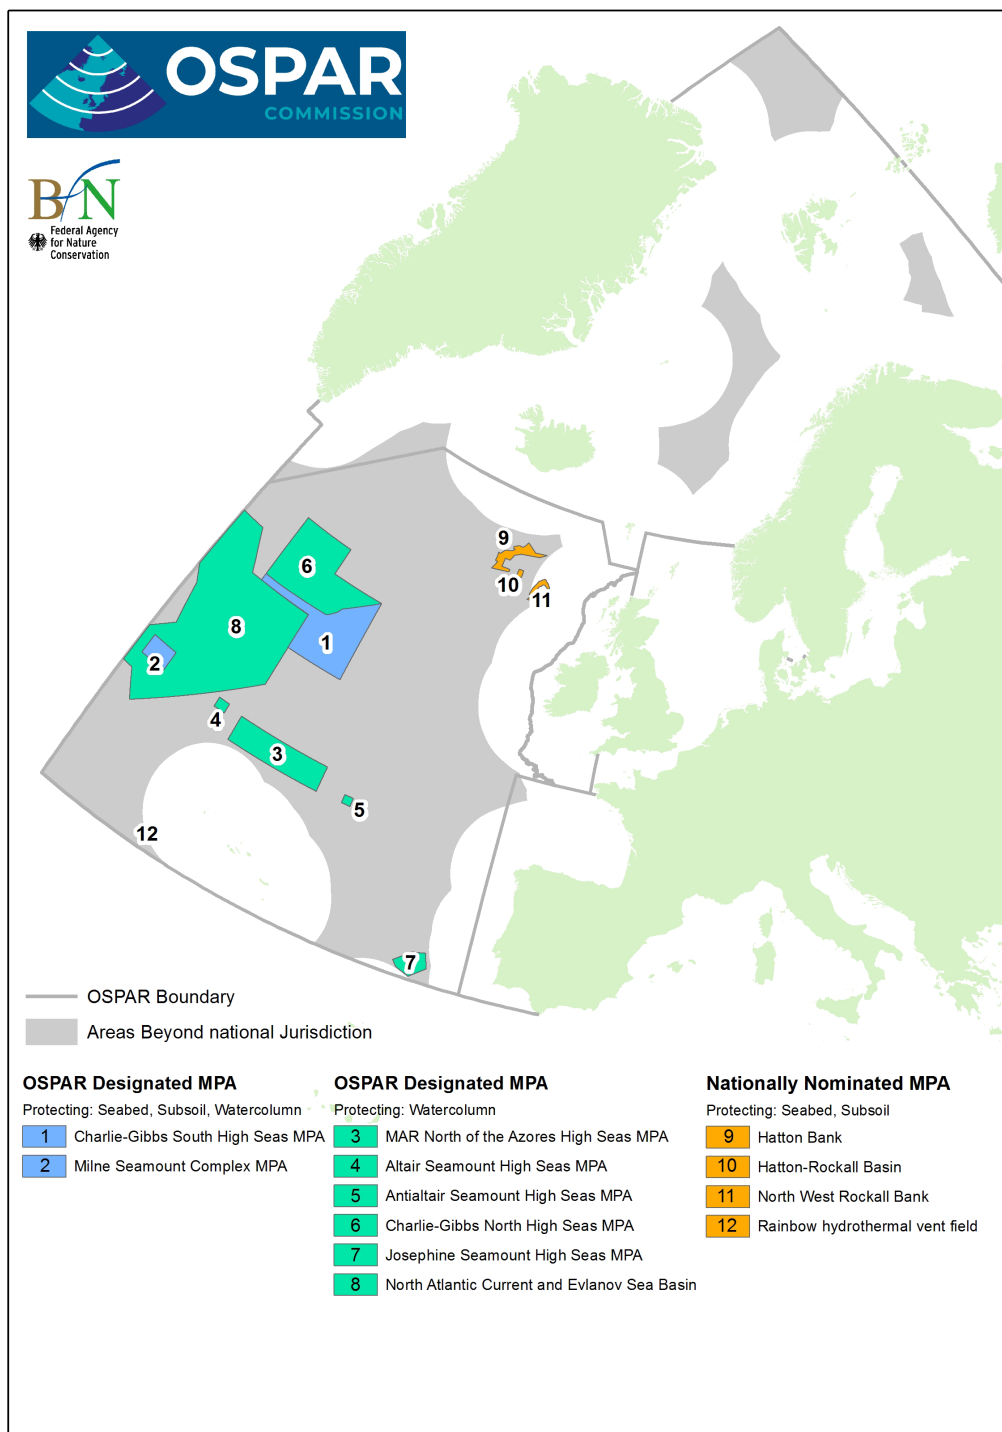 OSPAR
COMMISSION
BfN
Federal Agency
for Nature
Conservation
9
6
10
11
8
1
2
4
3
5
12
7
OSPAR Boundary
Areas Beyond national Jurisdiction
OSPAR Designated MPA
Protecting: Seabed, Subsoil, Watercolumn
1 Charlie-Gibbs South High Seas MPA
2 Milne Seamount Complex MPA
OSPAR Designated MPA
Protecting: Watercolumn
3 MAR North of the Azores High Seas MPA
4 Altair Seamount High Seas MPA
5 Antialtair Seamount High Seas MPA
6 Charlie-Gibbs North High Seas MPA
7 Josephine Seamount High Seas MPA
8 North Atlantic Current and Evlanov Sea Basin
Nationally Nominated MPA
Protecting: Seabed, Subsoil
9 Hatton Bank
10 Hatton-Rockall Basin
11 North West Rockall Bank
12 Rainbow hydrothermal vent field